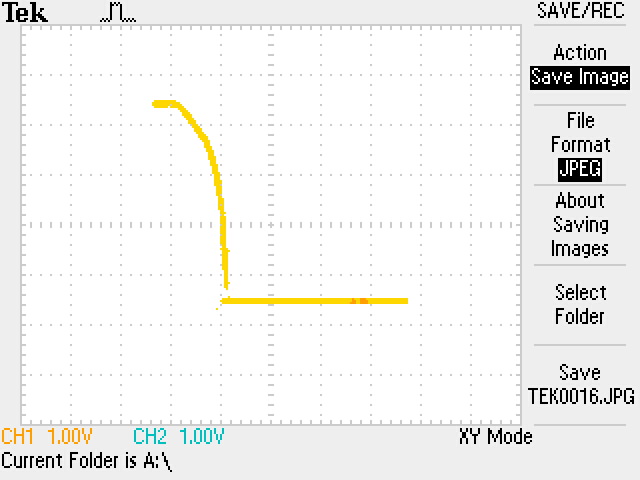 Tek
SAVE/REC
Action
Save Image
File
Format
JPEG
About
Saving
Images
Select
Folder
Save
TEK0016.JPG
CH1 1.00V CH2 1.00V XY Mode
Current Folder is A:\